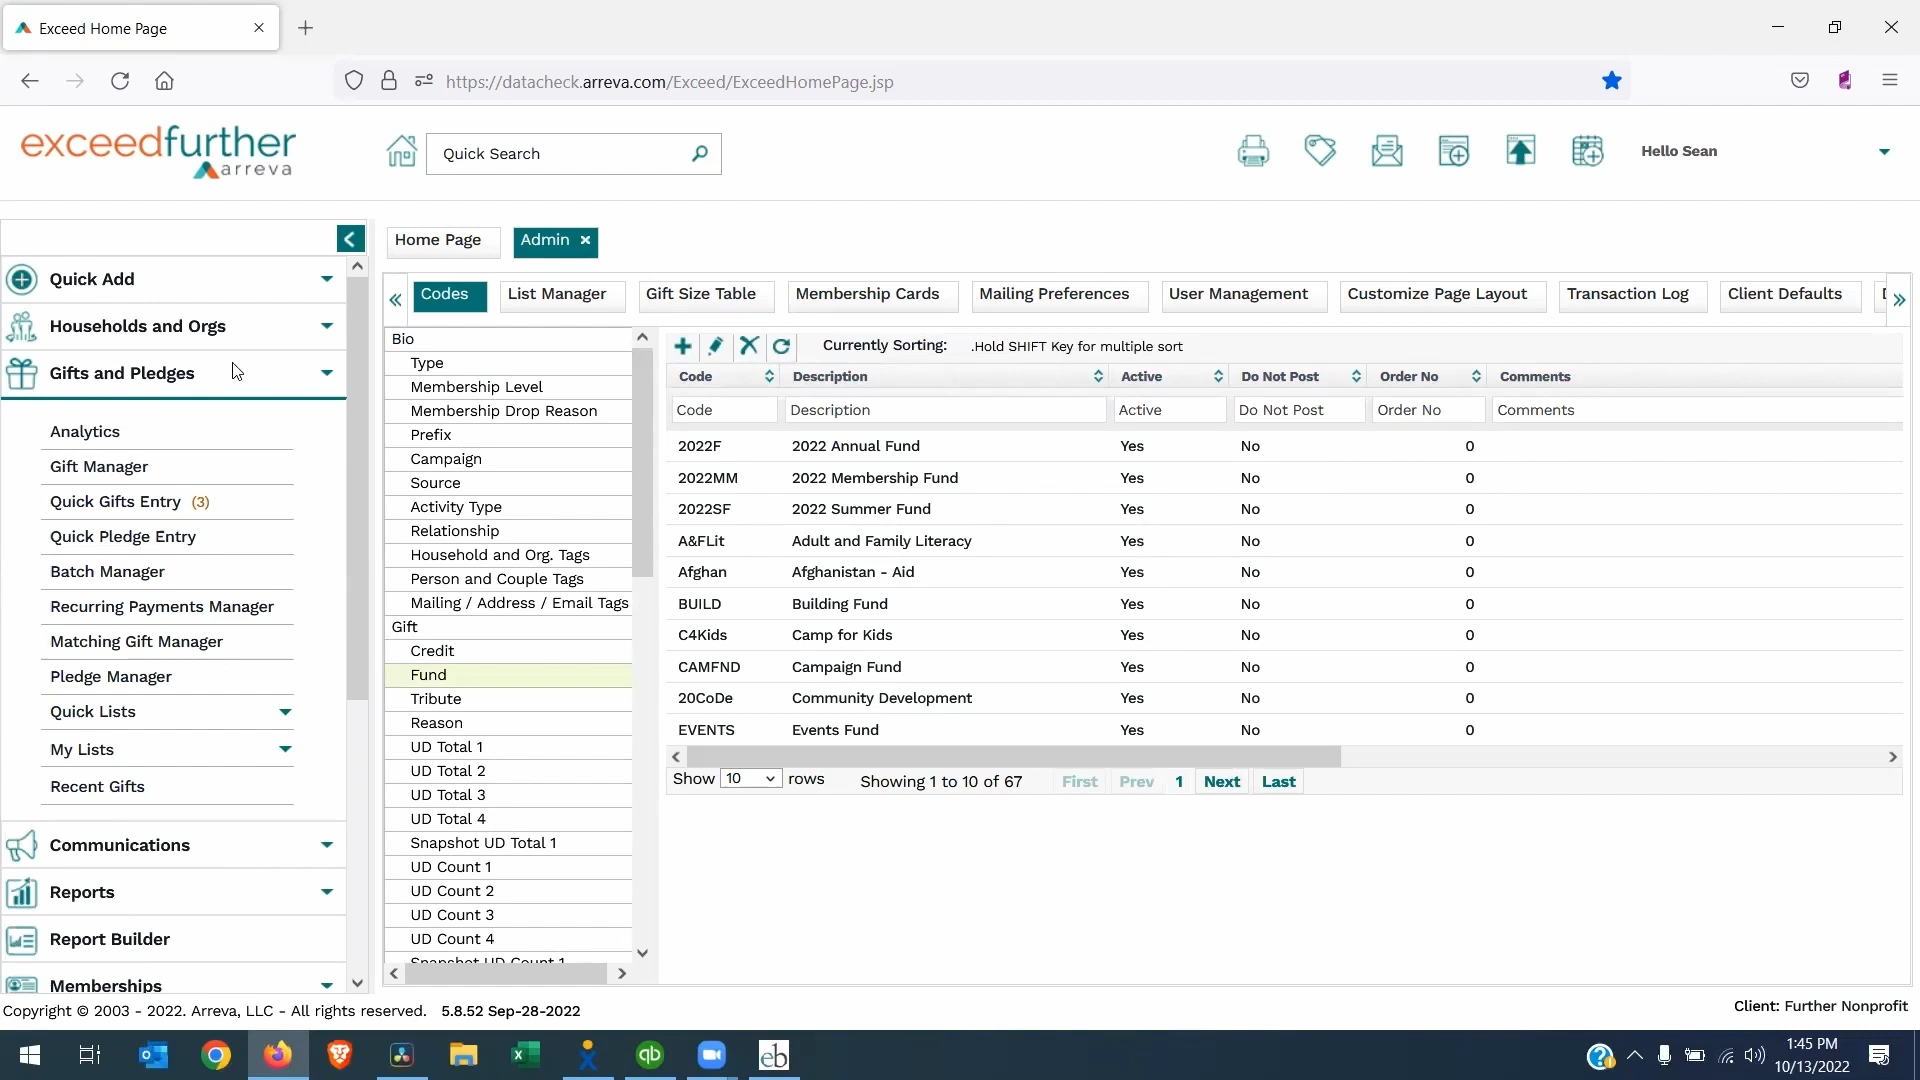 Exceed Home Page
https://datacheck.arreva.com/Exceed/ExceedHomePage.jsp
exceedfurther
arreva
Quick Search
Hello Sean
Home Page
Admin
Quick Add
Households and Orgs
Gifts and Pledges
Analytics
Gift Manager
Quick Gifts Entry (3)
Quick Pledge Entry
Batch Manager
Recurring Payments Manager
Matching Gift Manager
Pledge Manager
Quick Lists
My Lists
Recent Gifts
Communications
Reports
Report Builder
Memberships
Codes List Manager Gift Size Table Membership Cards Mailing Preferences User Management Customize Page Layout Transaction Log Client Defaults
Bio
Type
Membership Level
Membership Drop Reason
Prefix
Campaign
Source
Activity Type
Relationship
Household and Org. Tags
Person and Couple Tags
Mailing / Address / Email Tags
Gift
Credit
Fund
Tribute
Reason
UD Total 1
UD Total 2
UD Total 3
UD Total 4
Snapshot UD Total 1
UD Count 1
UD Count 2
UD Count 3
UD Count 4
Snapshot UD Count 1
Currently Sorting: .Hold SHIFT Key for multiple sort
Code Description Active Do Not Post Order No Comments
Code Description Active Do Not Post Order No Comments
2022F 2022 Annual Fund Yes No 0
2022MM 2022 Membership Fund Yes No 0
2022SF 2022 Summer Fund Yes No 0
A&FLit Adult and Family Literacy Yes No 0
Afghan Afghanistan - Aid Yes No 0
BUILD Building Fund Yes No 0
C4Kids Camp for Kids Yes No 0
CAMFND Campaign Fund Yes No 0
20CoDe Community Development Yes No 0
EVENTS Events Fund Yes No 0
Show 10 rows Showing 1 to 10 of 67 First Prev 1 Next Last
Copyright © 2003 - 2022. Arreva, LLC - All rights reserved. 5.8.52 Sep-28-2022
Client: Further Nonprofit
qb
eb
1:45 PM
10/13/2022